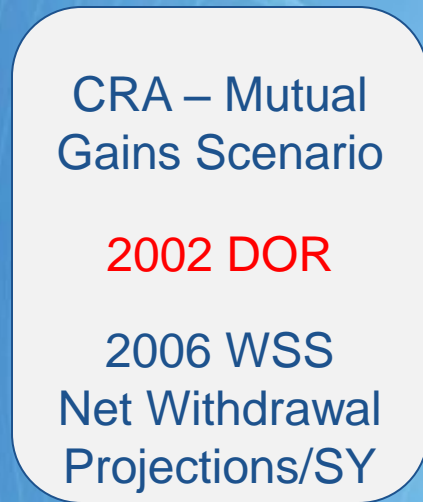 CRA – Mutual
Gains Scenario
2002 DOR
2006 WSS
Net Withdrawal
Projections/SY